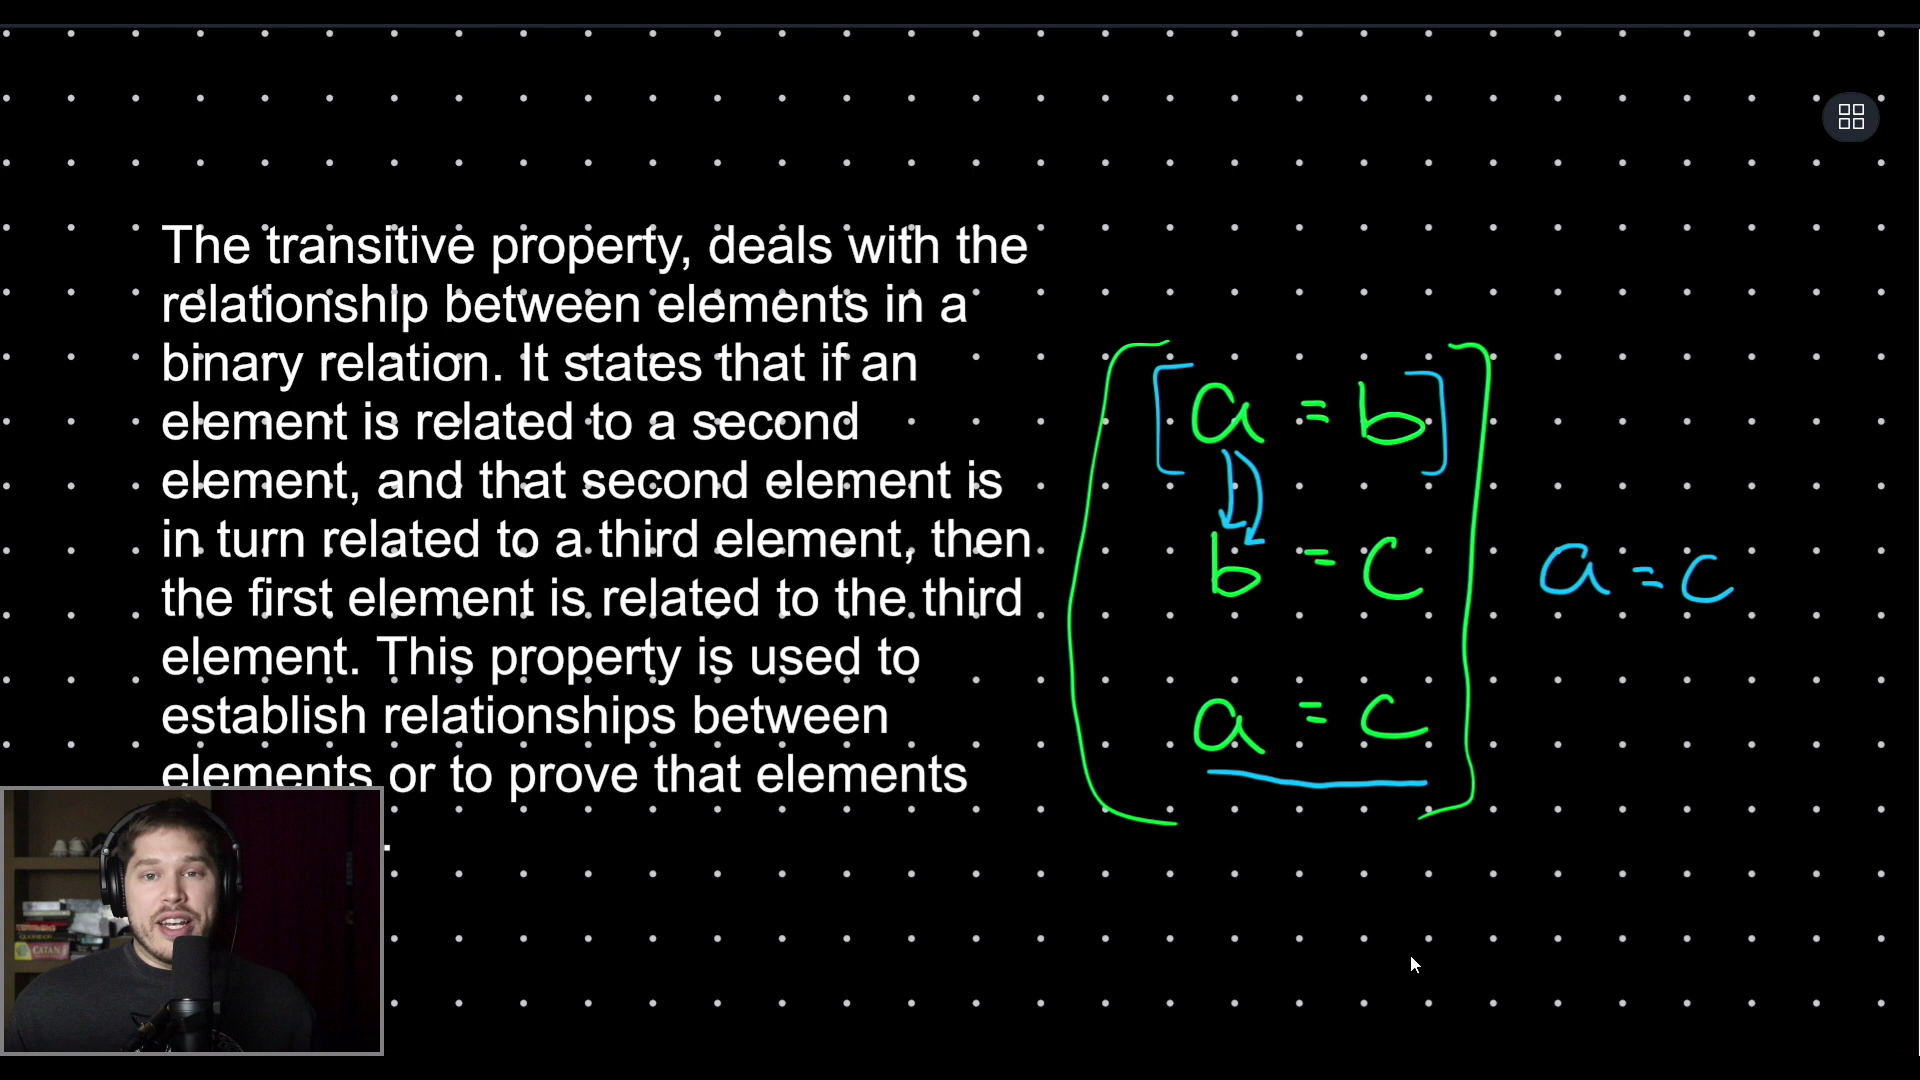 The transitive property, deals with the
relationship between elements in a
binary relation. It states that if an
element is related to a second
element, and that second element is
in turn related to a third element, then
the first element is related to the third
element. This property is used to
establish relationships between
elements or to prove that elements
.
[a = b]
b = c
a = c
a = c
CATAN